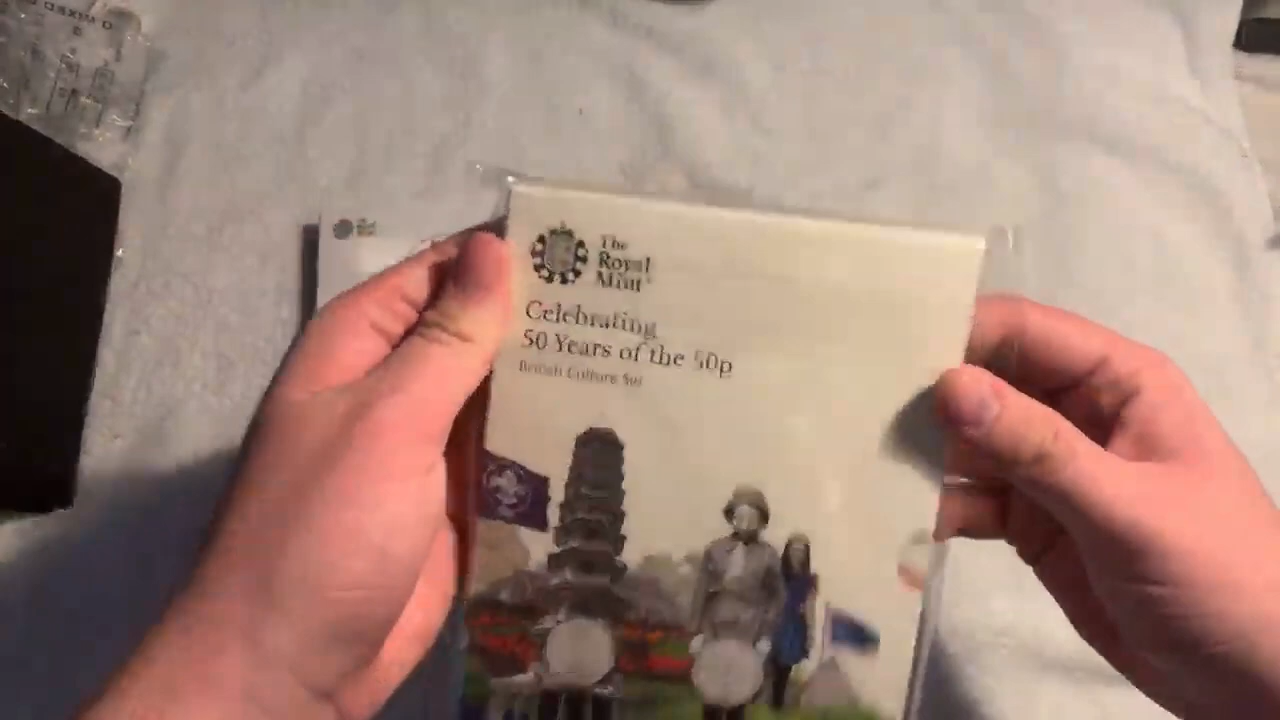 The
Royal
Mint
Celebrating
50 Years of the 50p
British Culture Set